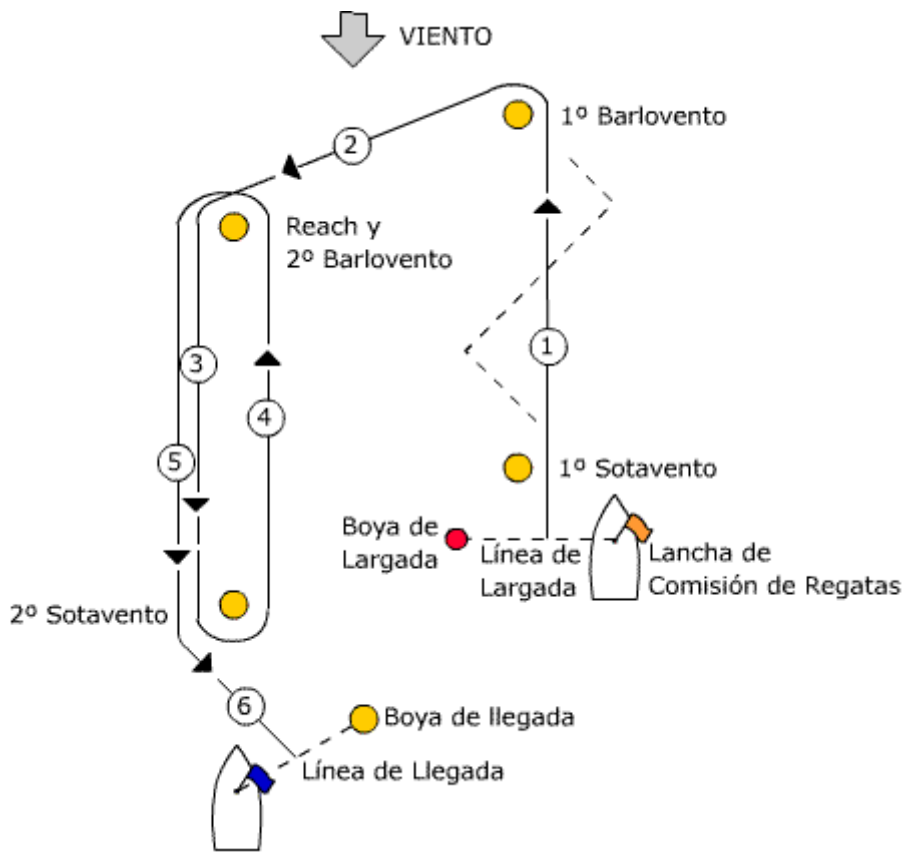 VIENTO
1º Barlovento
2
Reach y
2º Barlovento
1
3
4
5
1º Sotavento
Boya de
Largada
Línea de
Largada
Lancha de
Comisión de Regatas
2º Sotavento
6
Boya de llegada
Línea de Llegada